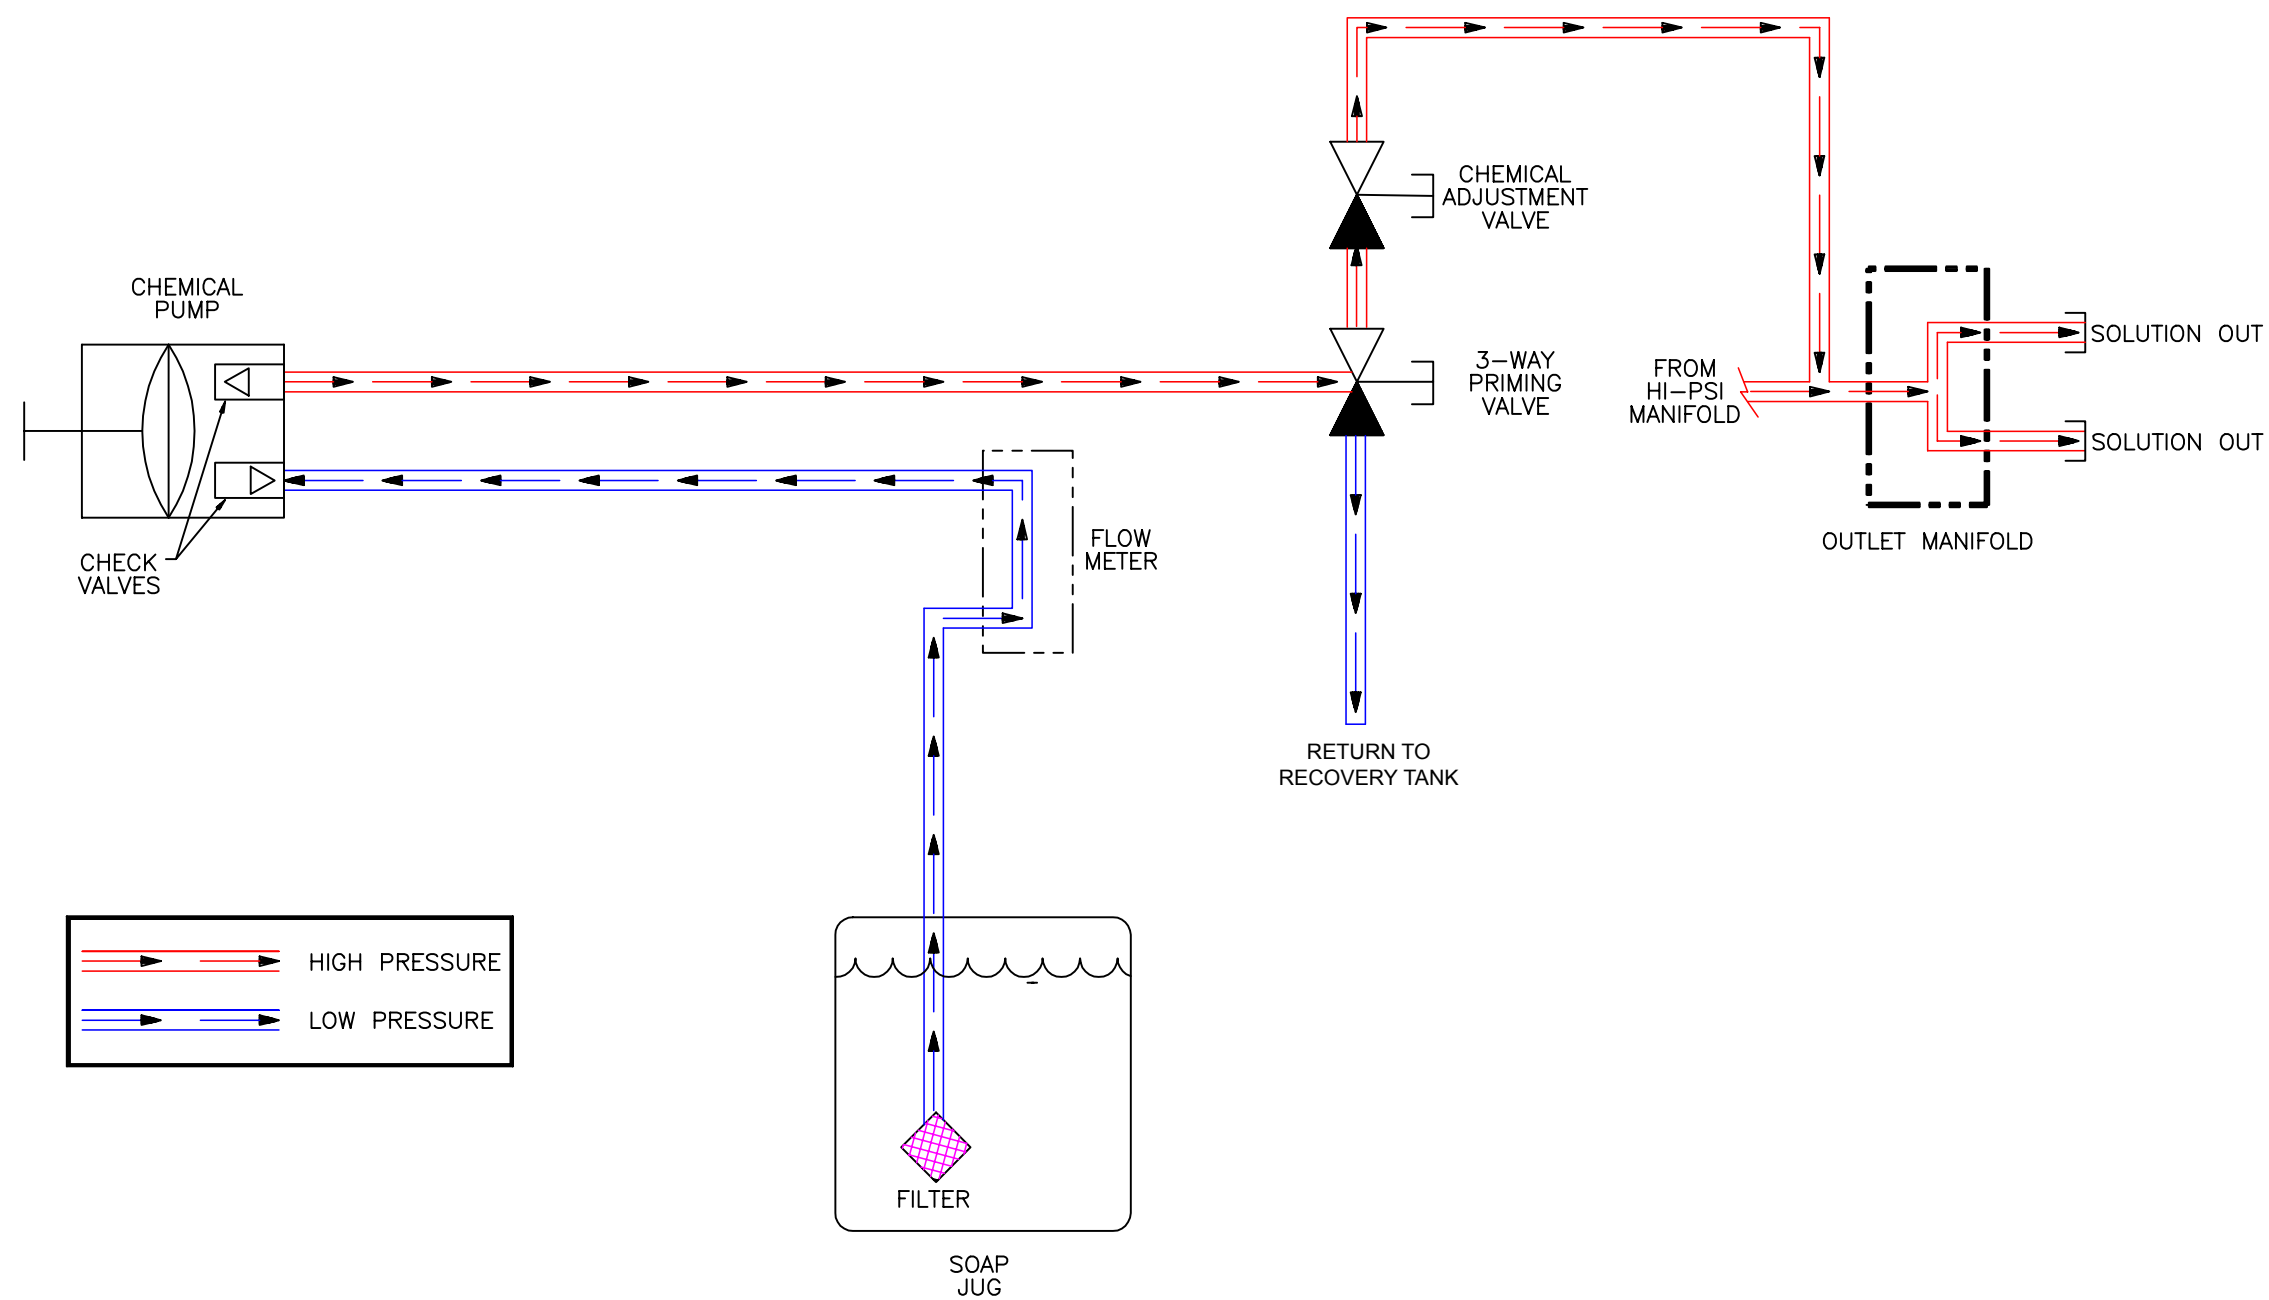 CHEMICAL
ADJUSTMENT
VALVE
CHEMICAL
PUMP
3-WAY
PRIMING
VALVE
FROM
HI-PSI
MANIFOLD
SOLUTION OUT
SOLUTION OUT
OUTLET MANIFOLD
FLOW
METER
CHECK
VALVES
RETURN TO
RECOVERY TANK
HIGH PRESSURE
LOW PRESSURE
FILTER
SOAP
JUG